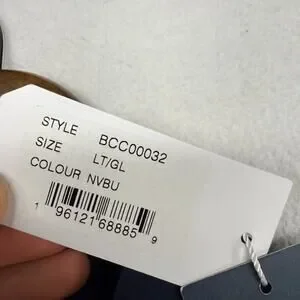 STYLE BCC00032
SIZE LT/GL
COLOUR NVBU
1 96121 68885 9